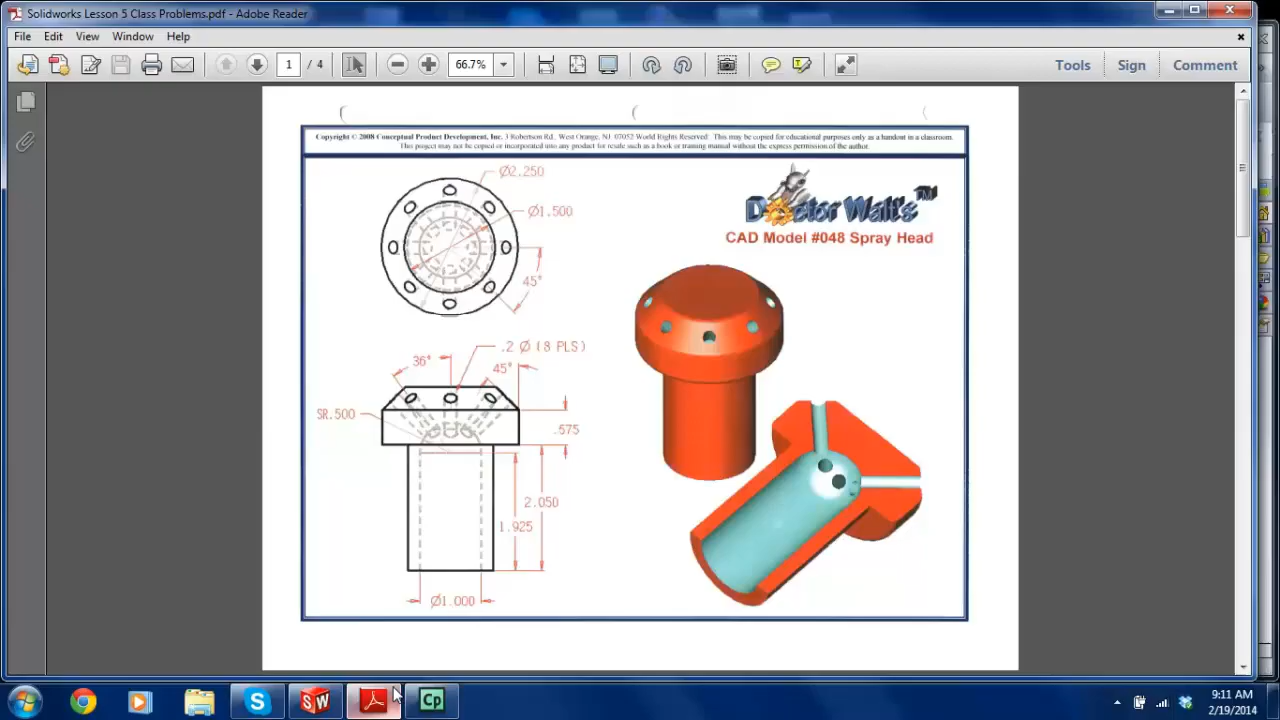 Solidworks Lesson 5 Class Problems.pdf - Adobe Reader
File Edit View Window Help
1 / 4 66.7% Tools Sign Comment
Copyright © 2008 Conceptual Product Development, Inc. 3 Robertson Rd., West Orange, NJ 07052 World Rights Reserved. This may be copied for educational purposes only as a handout in a classroom.
This project may not be copied or incorporated into any product for resale such as a book or training manual without the express permission of the author.
Ø2.250
Ø1.500
45°
Doctor Walt's™
CAD Model #048 Spray Head
.2 Ø (8 PLS)
36°
45°
SR.500
.575
2.050
1.925
Ø1.000
S SW Cp
9:11 AM
2/19/2014